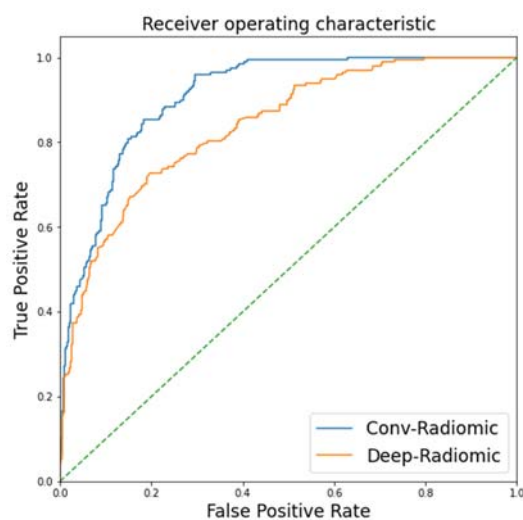 Receiver operating characteristic
1.0
0.8
0.6
0.4
0.2
0.0
True Positive Rate
Conv-Radiomic
Deep-Radiomic
0.0 0.2 0.4 0.6 0.8 1.0
False Positive Rate